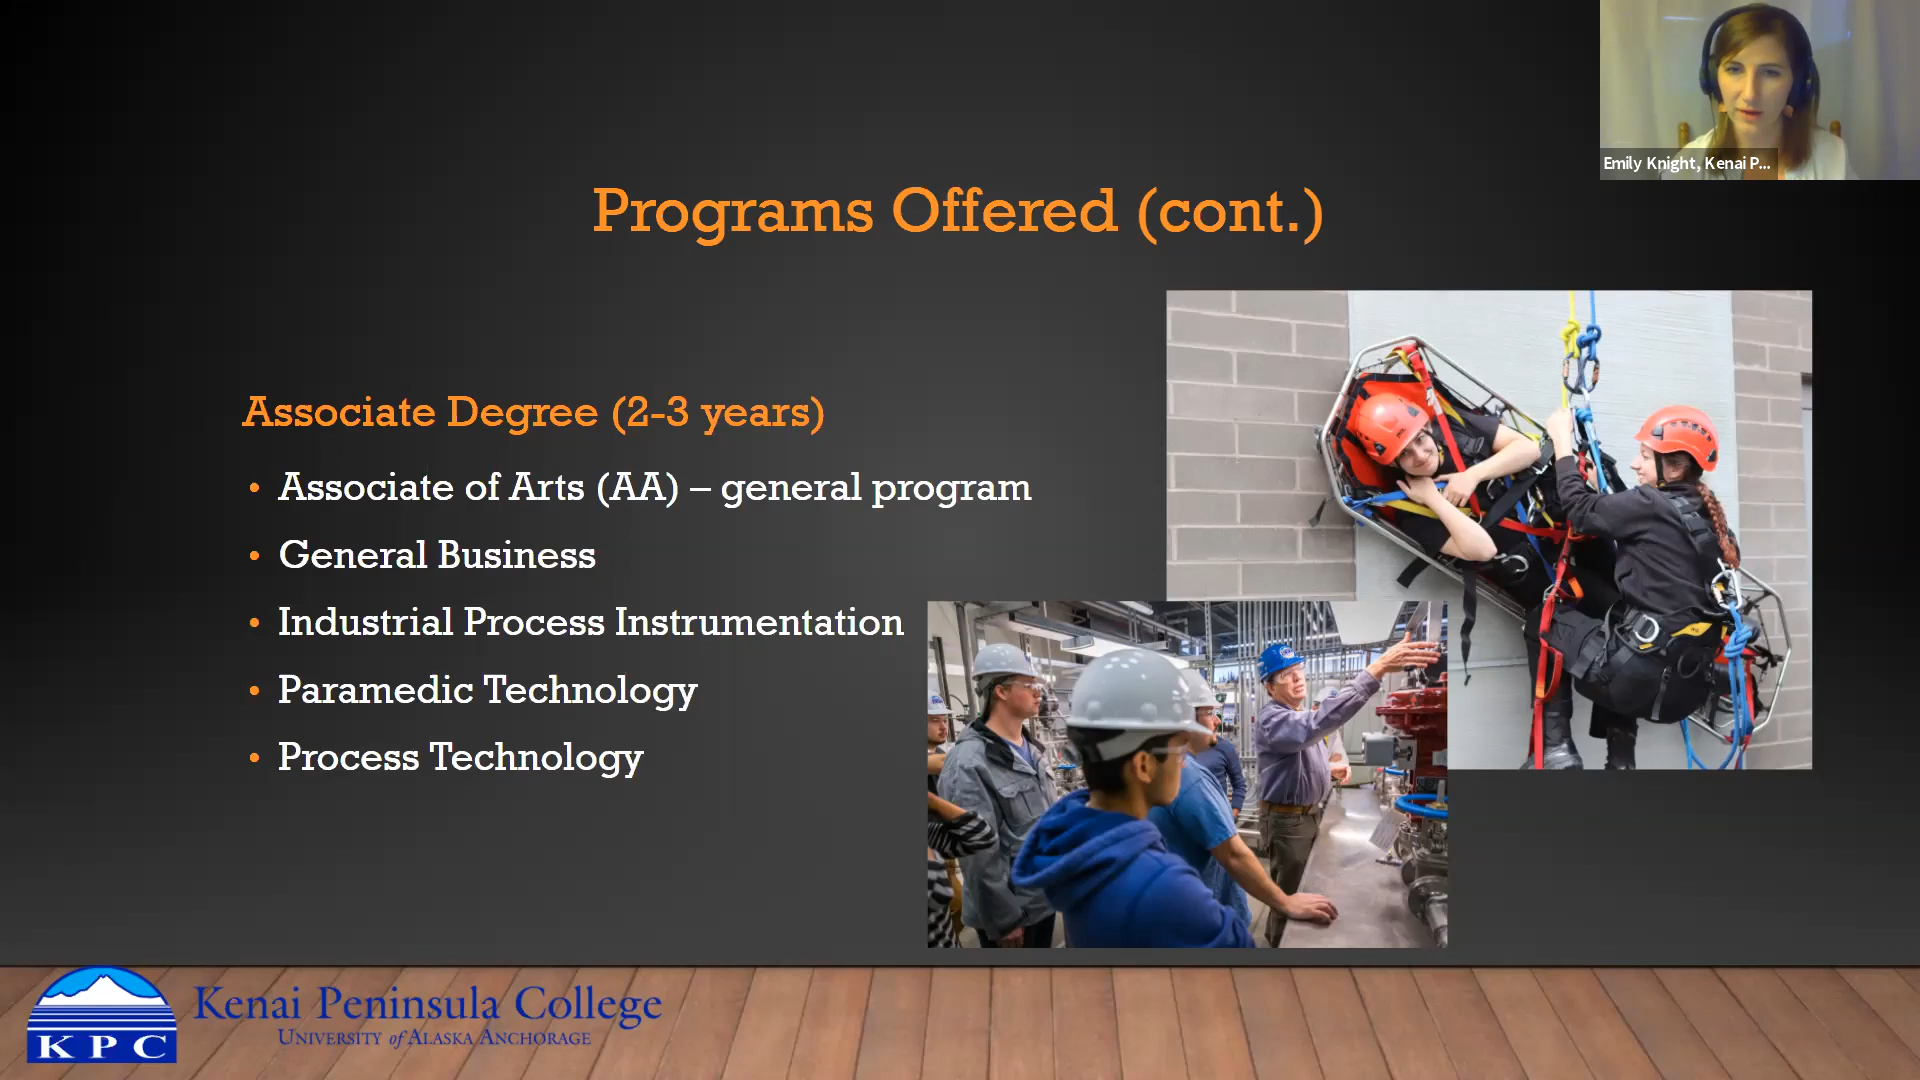 Emily Knight, Kenai P...
Programs Offered (cont.)
Associate Degree (2-3 years)
• Associate of Arts (AA) – general program
• General Business
• Industrial Process Instrumentation
• Paramedic Technology
• Process Technology
KPC
Kenai Peninsula College
University of Alaska Anchorage